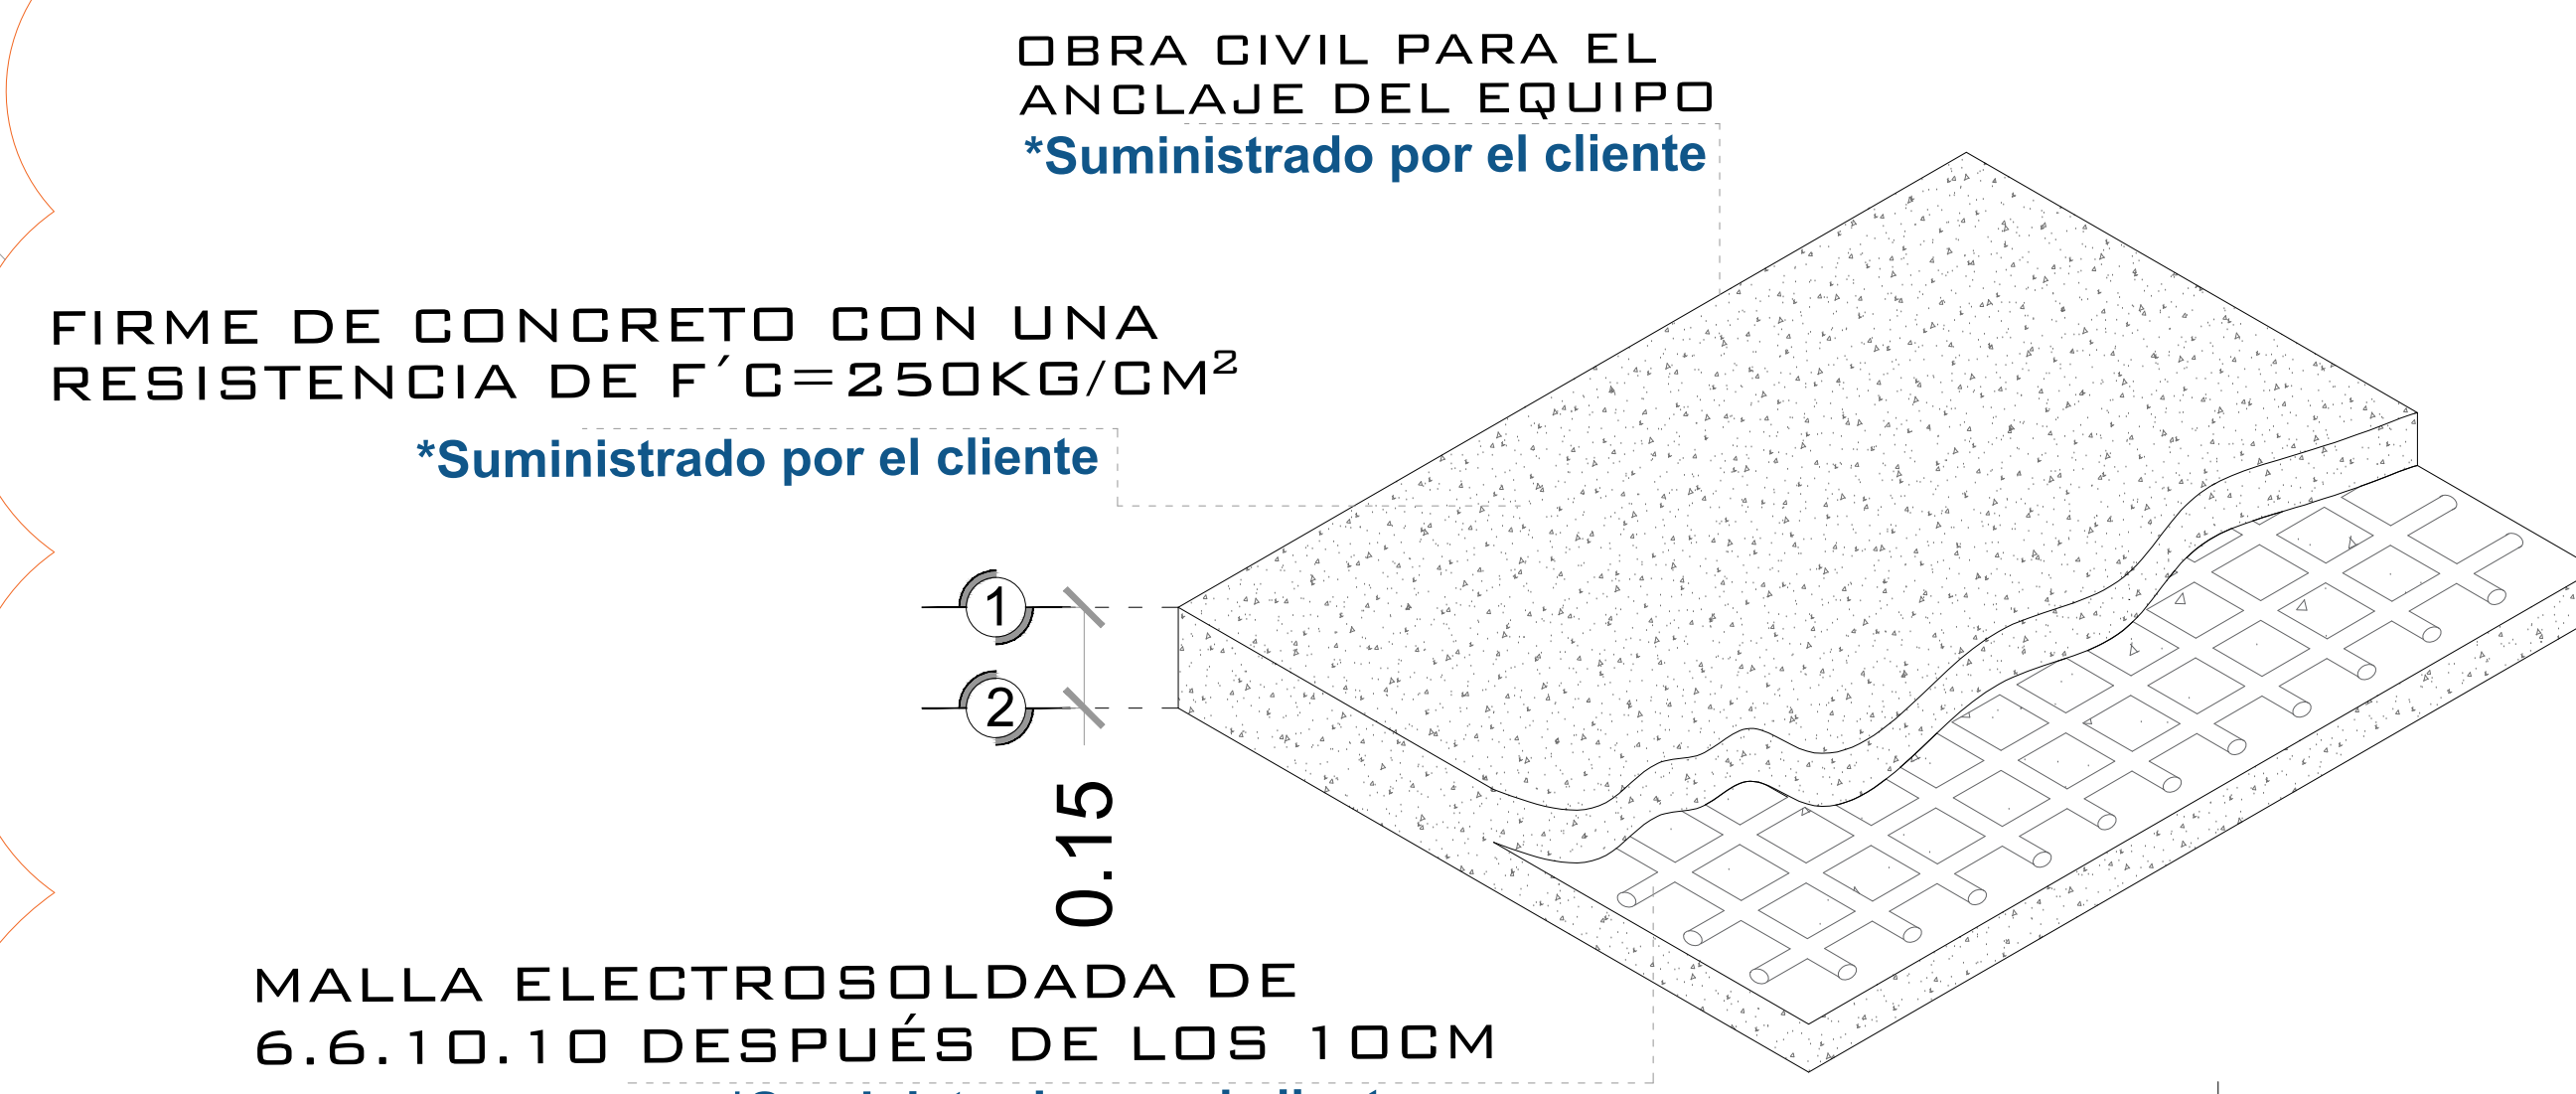 OBRA CIVIL PARA EL
ANCLAJE DEL EQUIPO
*Suministrado por el cliente
FIRME DE CONCRETO CON UNA
RESISTENCIA DE F´C=250KG/CM²
*Suministrado por el cliente
1
2
0.15
MALLA ELECTROSOLDADA DE
6.6.10.10 DESPUÉS DE LOS 10CM